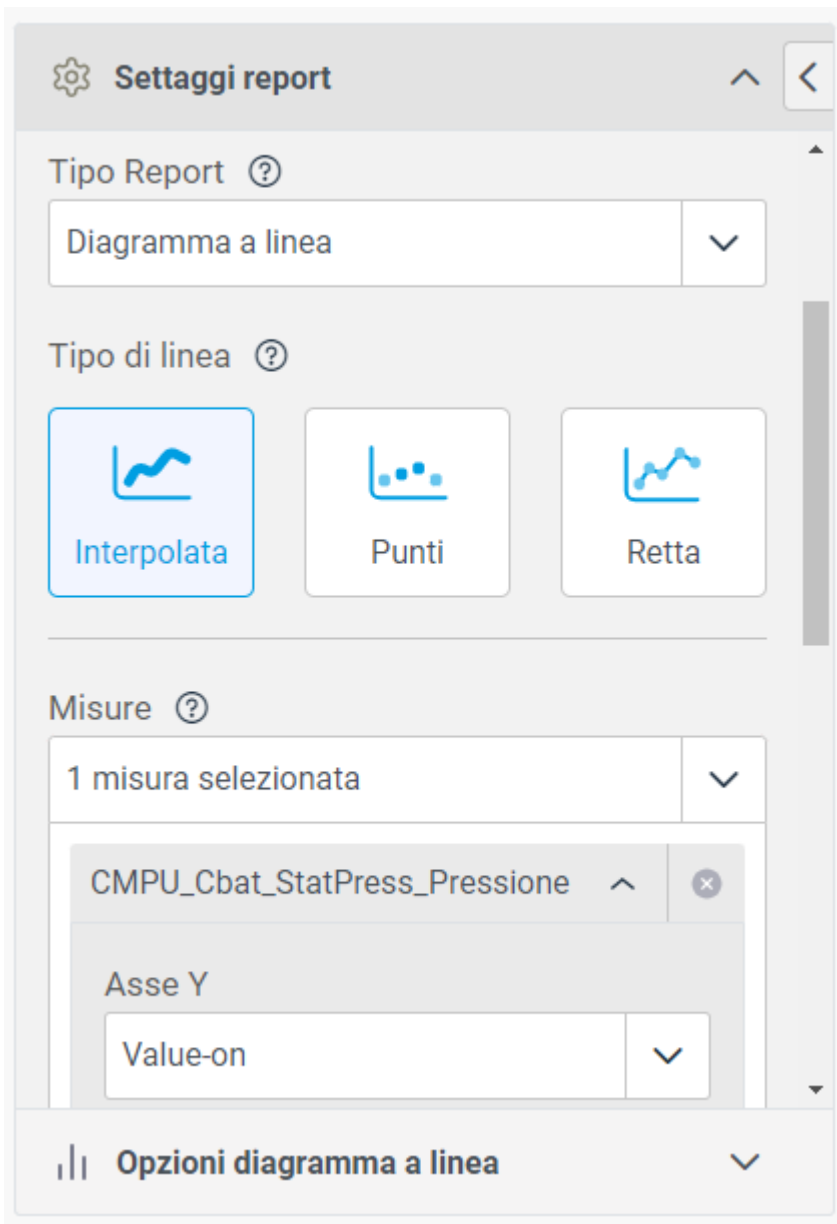 Settaggi report
Tipo Report
Diagramma a linea
Tipo di linea
Interpolata
Punti
Retta
Misure
1 misura selezionata
CMPU_Cbat_StatPress_Pressione
Asse Y
Value-on
Opzioni diagramma a linea